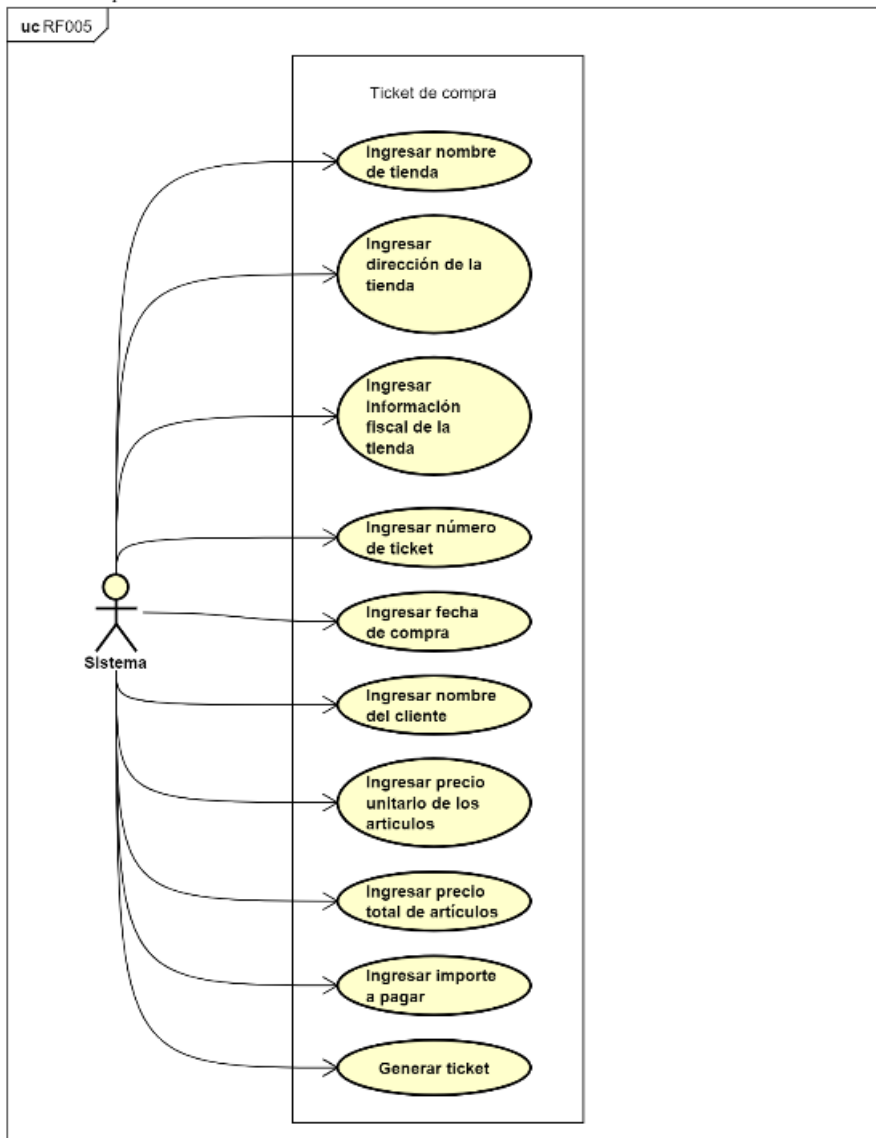 uc RF005
Ticket de compra
Ingresar nombre
de tienda
Ingresar
dirección de la
tienda
Ingresar
información
fiscal de la
tienda
Ingresar número
de ticket
Ingresar fecha
de compra
Sistema
Ingresar nombre
del cliente
Ingresar precio
unitario de los
articulos
Ingresar precio
total de artículos
Ingresar importe
a pagar
Generar ticket